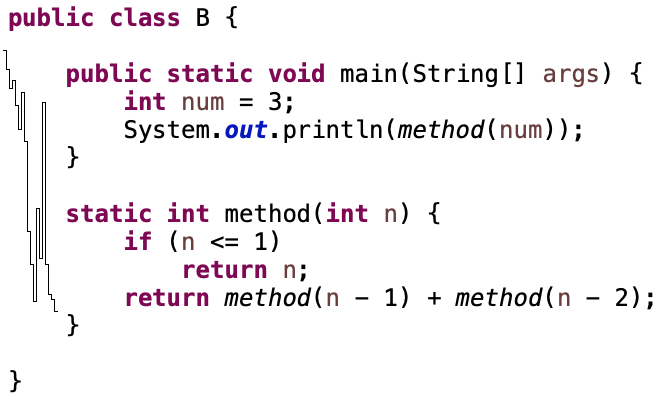 public class B {
public static void main(String[] args) {
int num = 3;
System.out.println(method(num));
}
static int method(int n) {
if (n <= 1)
return n;
return method(n - 1) + method(n - 2);
}
}